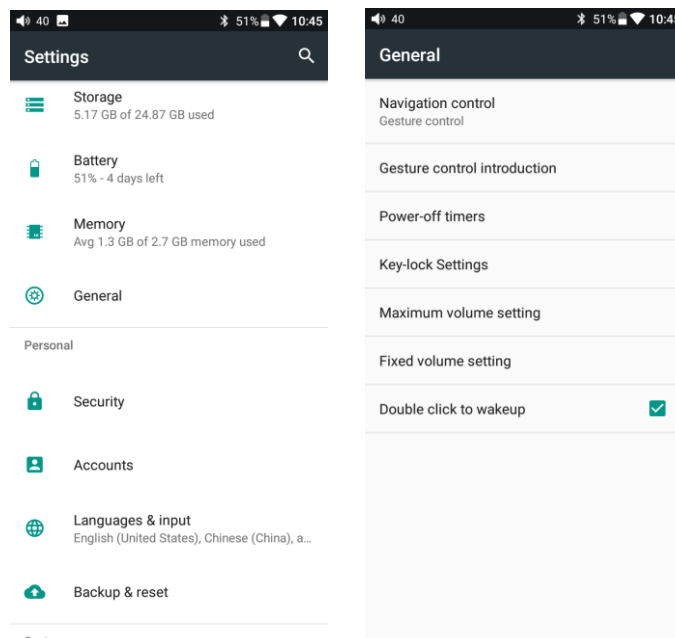 40
51%
10:45
Settings
Storage
5.17 GB of 24.87 GB used
Battery
51% - 4 days left
Memory
Avg 1.3 GB of 2.7 GB memory used
General
Personal
Security
Accounts
Languages & input
English (United States), Chinese (China), a...
Backup & reset
40
51%
10:45
General
Navigation control
Gesture control
Gesture control introduction
Power-off timers
Key-lock Settings
Maximum volume setting
Fixed volume setting
Double click to wakeup